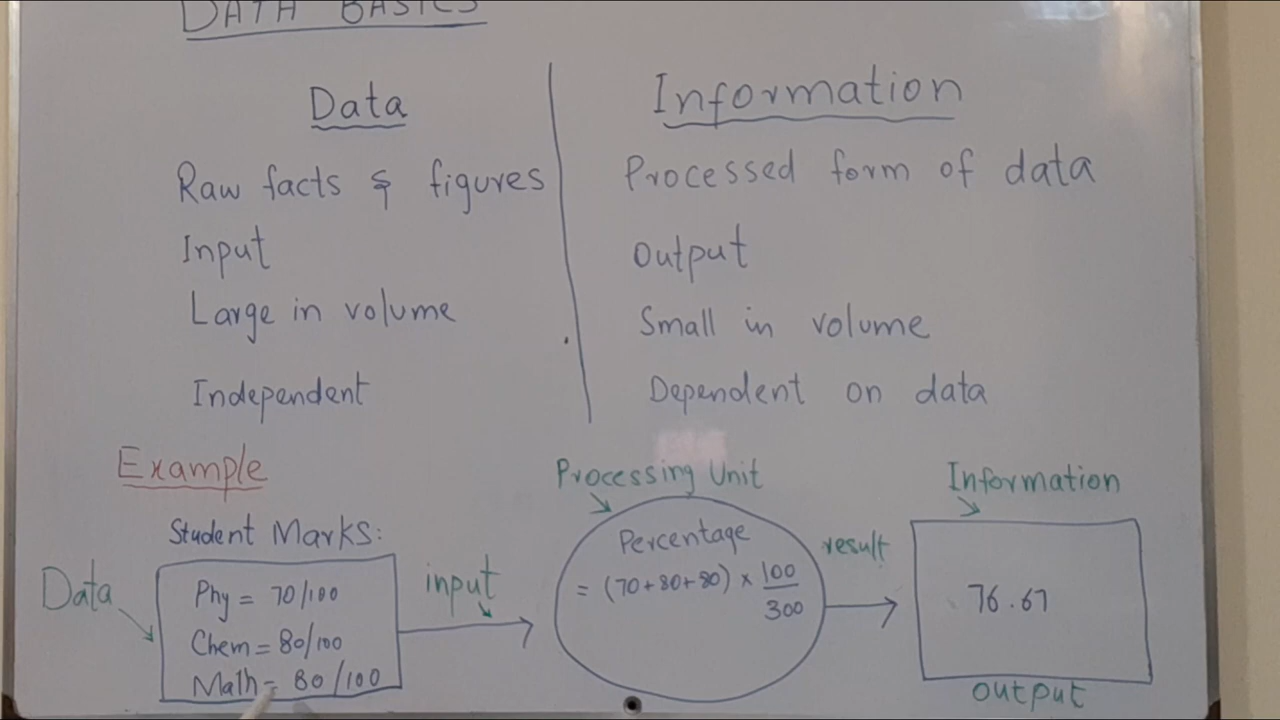 DATA BASICS
Data
Information
Raw facts & figures
Processed form of data
Input
Output
Large in volume
Small in volume
Independent
Dependent on data
Example
Processing Unit
Information
Student Marks:
Percentage
result
Data
input
= (70+80+80) × 100/300
Phy = 70/100
76.67
Chem = 80/100
Math = 80/100
output